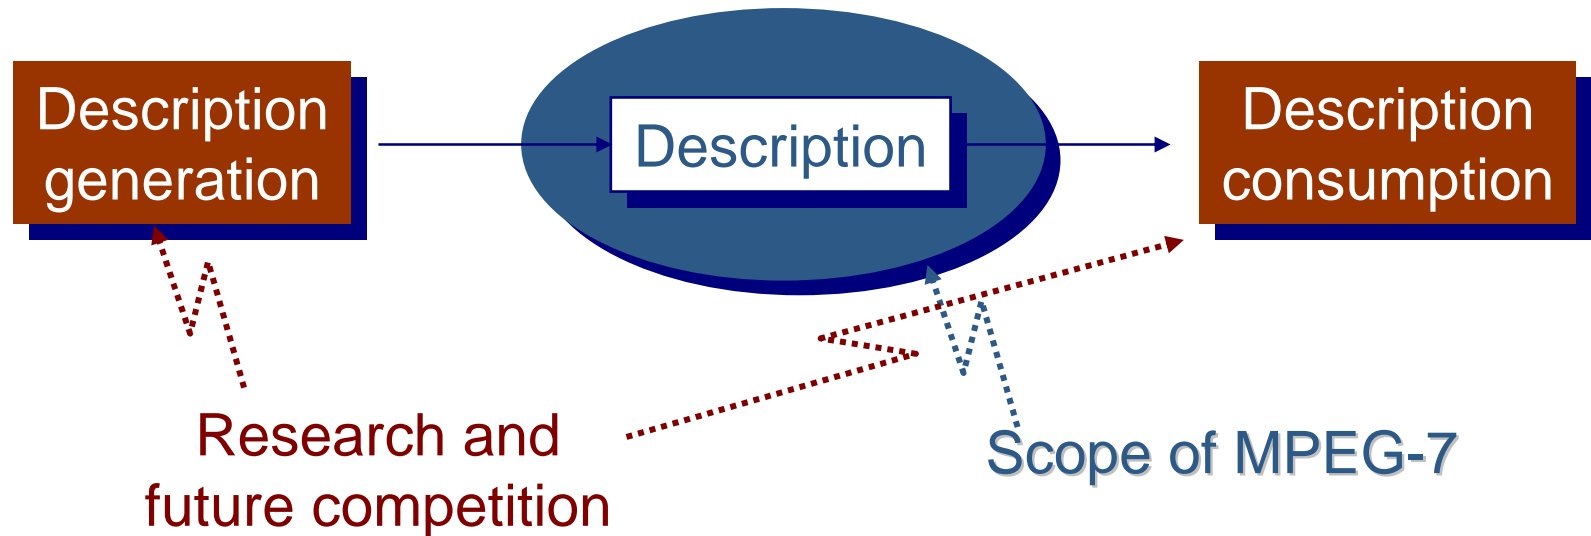 Description
generation
Description
Description
consumption
Research and
future competition
Scope of MPEG-7